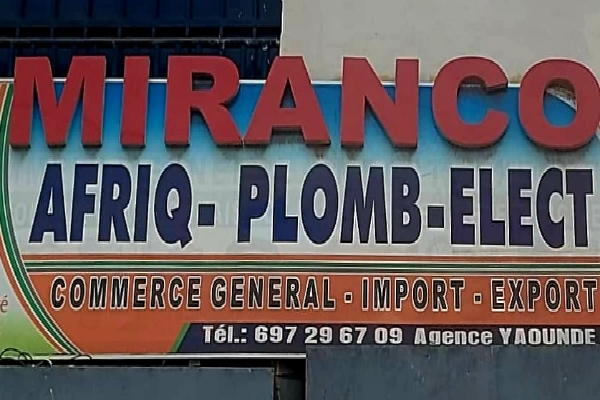 MIRANCO
AFRIQ- PLOMB-ELECT
COMMERCE GENERAL - IMPORT - EXPORT
Tél.: 697 29 67 09 Agence YAOUNDE